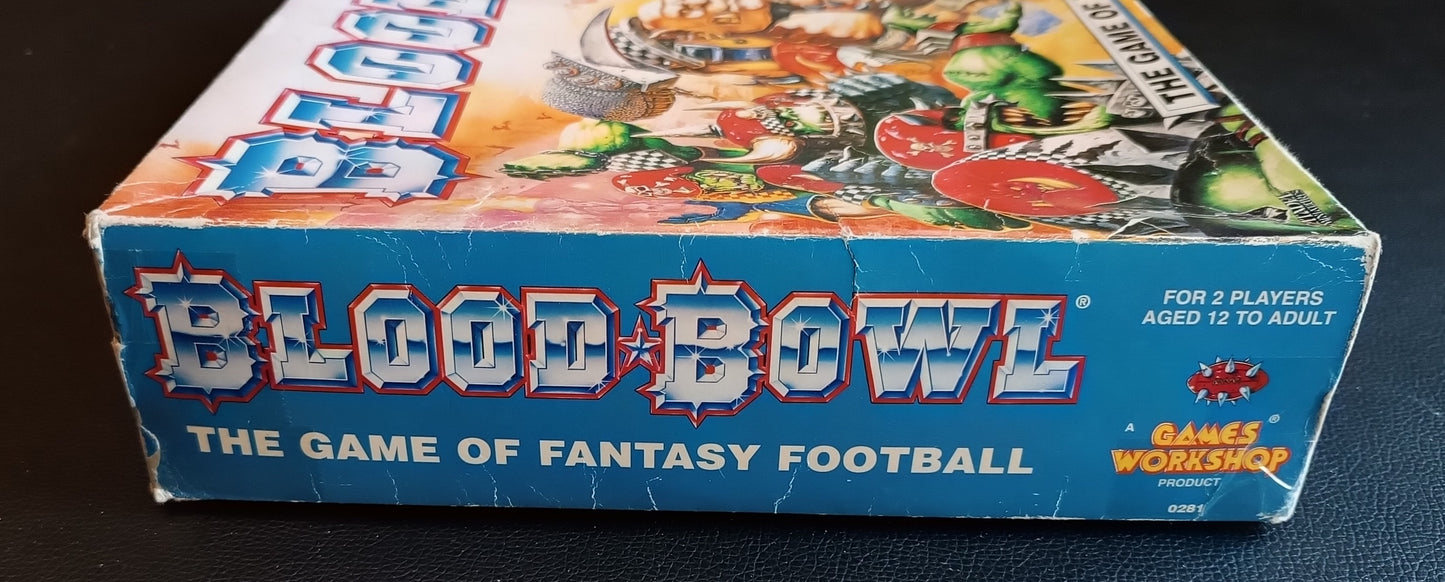 BLOOD
THE GAME OF
BLOOD★BOWL®
THE GAME OF FANTASY FOOTBALL
FOR 2 PLAYERS
AGED 12 TO ADULT
A
GAMES®
WORKSHOP
PRODUCT
0281